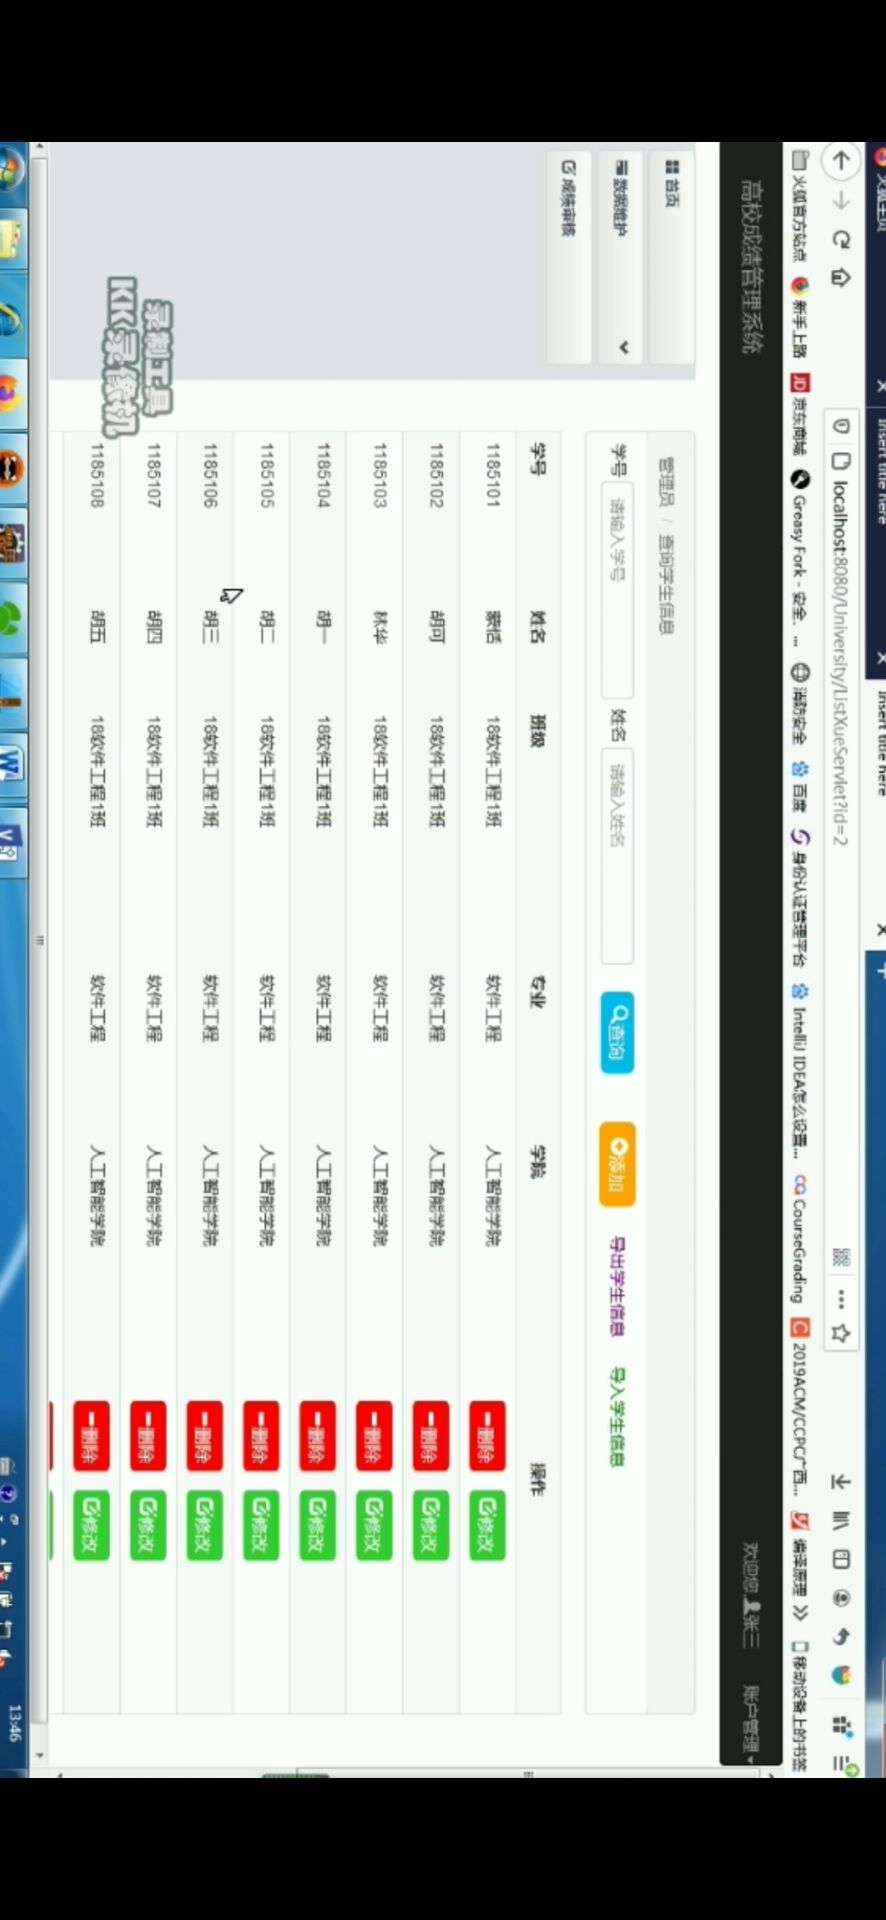 火狐主页
Insert title here
Insert title here
localhost:8080/University/ListXueServlet?id=2
火狐官方站点 新手上路 JD 京东商城 Greasy Fork - 安全、... 消防安全 百度 身份认证管理平台 IntelliJ IDEA怎么设置... CG CourseGrading C 2019ACM/CCPC广西... 编译原理 移动设备上的书签
高校成绩管理系统
欢迎您,张三 账户管理
首页
数据维护
成绩审核
管理员 / 查询学生信息
学号 请输入学号 姓名 请输入姓名 查询 添加 导出学生信息 导入学生信息
学号 姓名 班级 专业 学院 操作
1185101 蒙恬 18软件工程1班 软件工程 人工智能学院 删除 修改
1185102 胡可 18软件工程1班 软件工程 人工智能学院 删除 修改
1185103 林华 18软件工程1班 软件工程 人工智能学院 删除 修改
1185104 胡一 18软件工程1班 软件工程 人工智能学院 删除 修改
1185105 胡二 18软件工程1班 软件工程 人工智能学院 删除 修改
1185106 胡三 18软件工程1班 软件工程 人工智能学院 删除 修改
1185107 胡四 18软件工程1班 软件工程 人工智能学院 删除 修改
1185108 胡五 18软件工程1班 软件工程 人工智能学院 删除 修改
录制工具
KK录像机
13:46